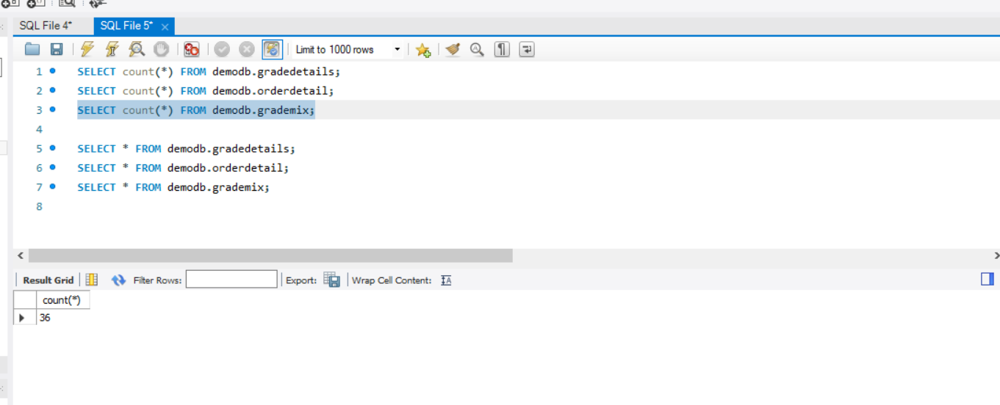 SQL File 4* SQL File 5* ×
Limit to 1000 rows
1 SELECT count(*) FROM demodb.gradedetails;
2 SELECT count(*) FROM demodb.orderdetail;
3 SELECT count(*) FROM demodb.grademix;
4
5 SELECT * FROM demodb.gradedetails;
6 SELECT * FROM demodb.orderdetail;
7 SELECT * FROM demodb.grademix;
8
Result Grid Filter Rows: Export: Wrap Cell Content: IA
count(*)
36